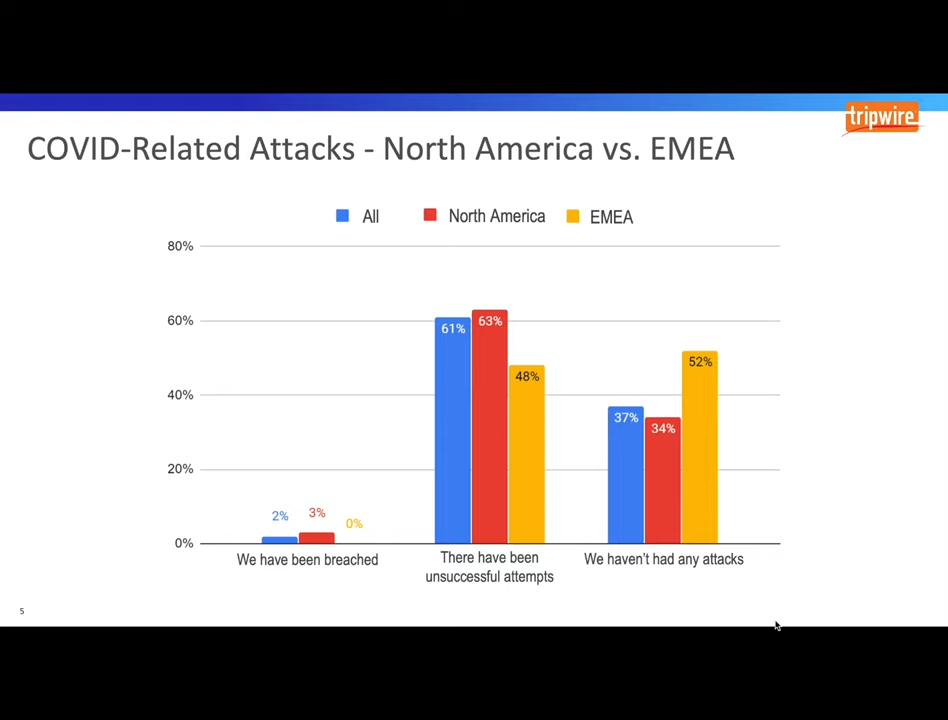 tripwire
COVID-Related Attacks - North America vs. EMEA
All North America EMEA
80%
60%
40%
20%
0%
2% 3% 0%
61% 63% 48%
37% 34% 52%
We have been breached
There have been
unsuccessful attempts
We haven't had any attacks
5